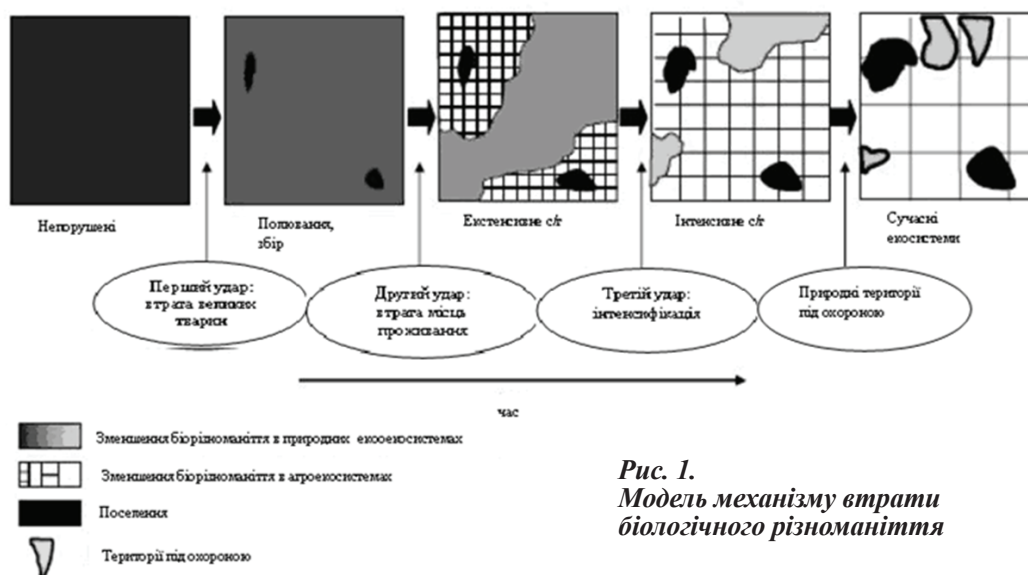 Непорушені
Полювання,
збір
Екстенсивне с/г
Інтенсивне с/г
Сучасні
екосистеми
Перший удар:
втрата великих
тварин
Другий удар:
втрата місць
проживання
Третій удар:
інтенсифікація
Природні території
під охороною
час
Зменшення біорізноманіття в природних екоекосистемах
Зменшення біорізноманіття в агроекосистемах
Поселення
Території під охороною
Рис. 1.
Модель механізму втрати
біологічного різноманіття